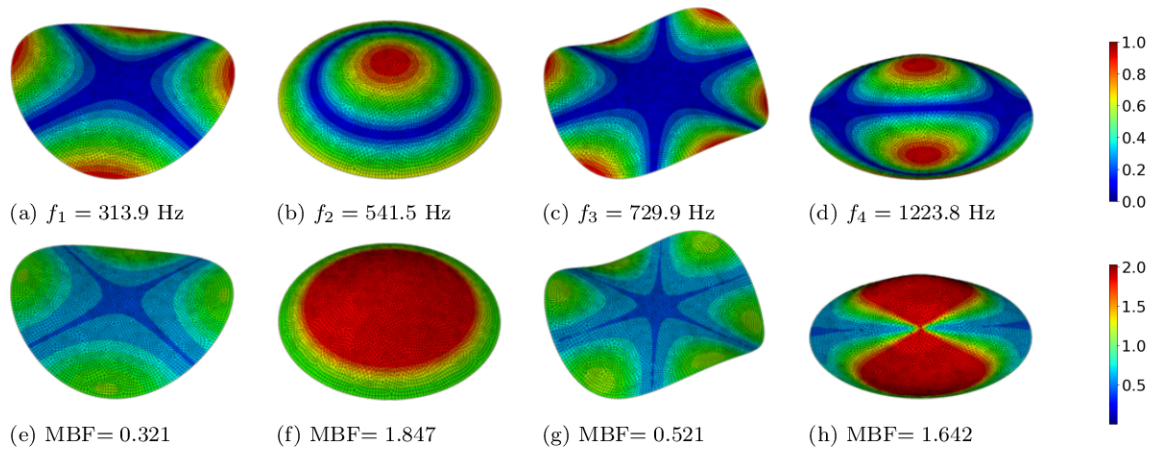 1.0
0.8
0.6
0.4
0.2
0.0
(a) f₁ = 313.9 Hz
(b) f₂ = 541.5 Hz
(c) f₃ = 729.9 Hz
(d) f₄ = 1223.8 Hz
2.0
1.5
1.0
0.5
(e) MBF= 0.321
(f) MBF= 1.847
(g) MBF= 0.521
(h) MBF= 1.642